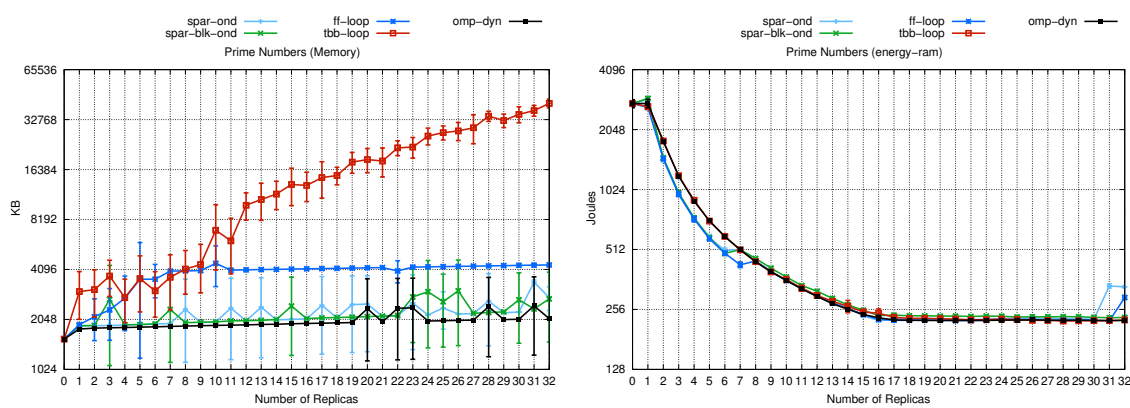 spar-ond ff-loop omp-dyn
spar-blk-ond tbb-loop
Prime Numbers (Memory)
65536
32768
16384
8192
4096
2048
1024
KB
0 1 2 3 4 5 6 7 8 9 10 11 12 13 14 15 16 17 18 19 20 21 22 23 24 25 26 27 28 29 30 31 32
Number of Replicas
spar-ond ff-loop omp-dyn
spar-blk-ond tbb-loop
Prime Numbers (energy-ram)
4096
2048
1024
512
256
128
Joules
0 1 2 3 4 5 6 7 8 9 10 11 12 13 14 15 16 17 18 19 20 21 22 23 24 25 26 27 28 29 30 31 32
Number of Replicas